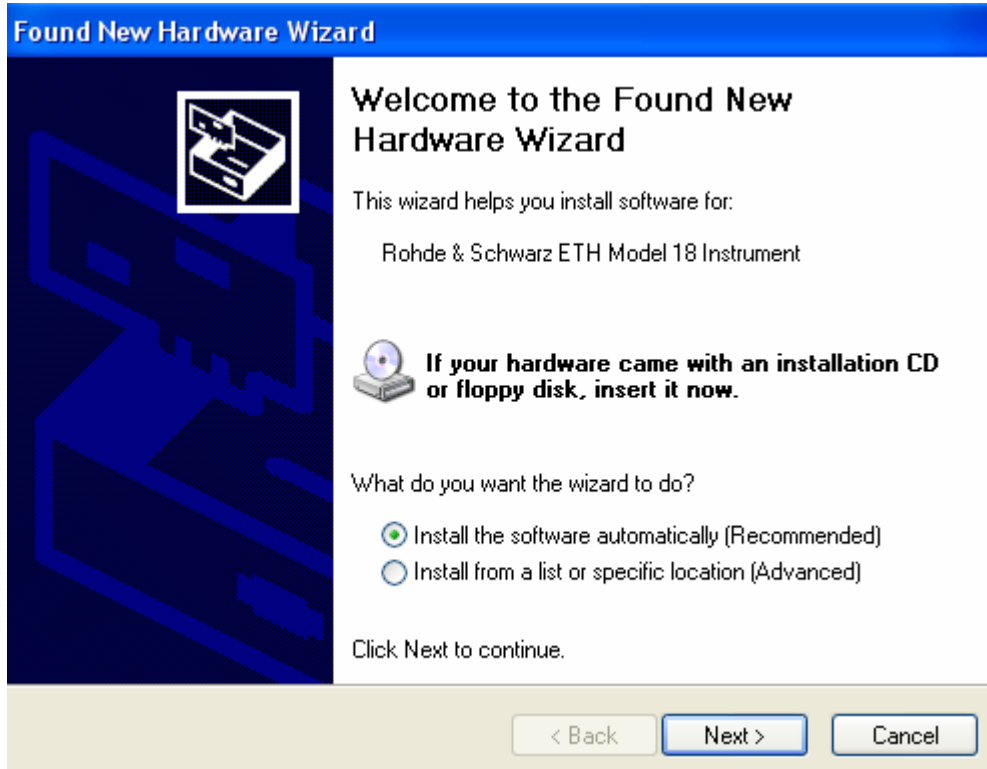 Found New Hardware Wizard
Welcome to the Found New
Hardware Wizard
This wizard helps you install software for:
Rohde & Schwarz ETH Model 18 Instrument
If your hardware came with an installation CD
or floppy disk, insert it now.
What do you want the wizard to do?
Install the software automatically (Recommended)
Install from a list or specific location (Advanced)
Click Next to continue.
< Back
Next >
Cancel